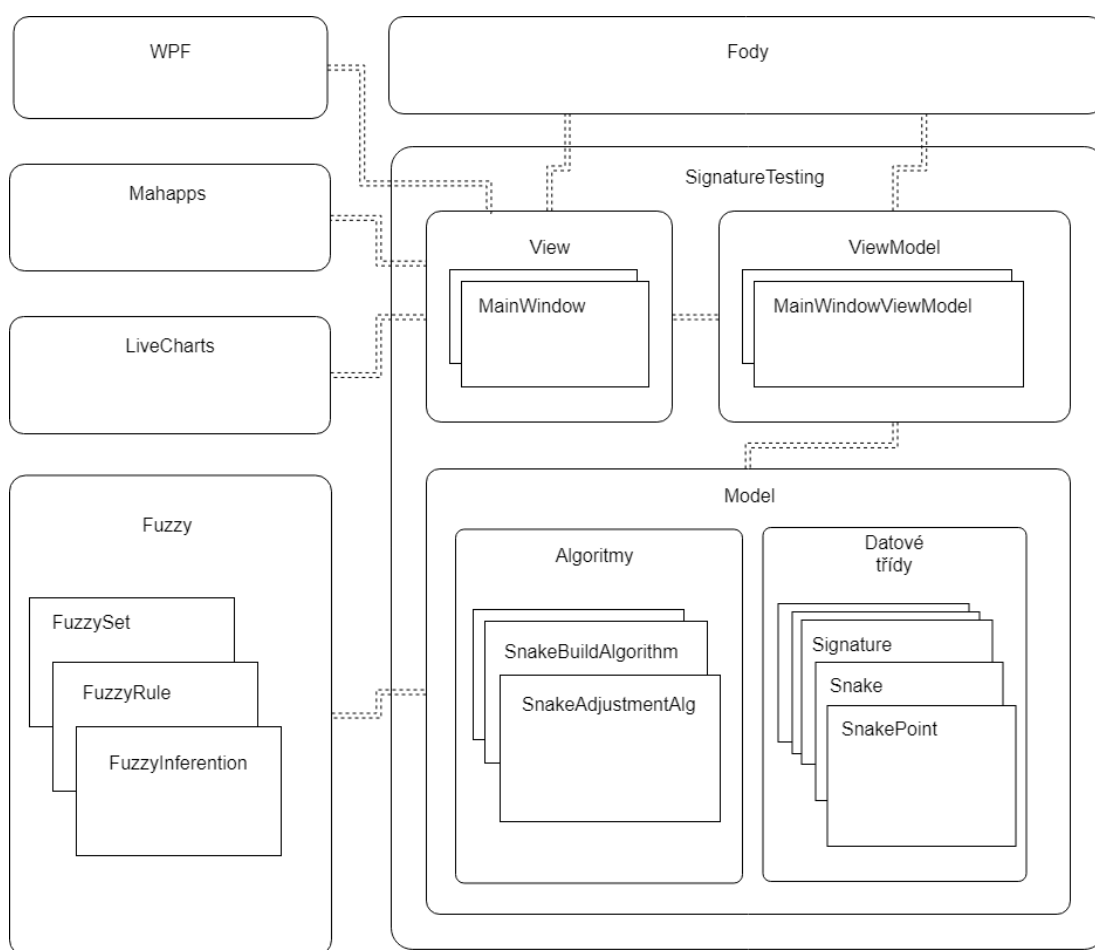 WPF
Fody
Mahapps
SignatureTesting
View
ViewModel
MainWindow
MainWindowViewModel
LiveCharts
Fuzzy
FuzzySet
FuzzyRule
FuzzyInferention
Model
Algoritmy
SnakeBuildAlgorithm
SnakeAdjustmentAlg
Datové
třídy
Signature
Snake
SnakePoint